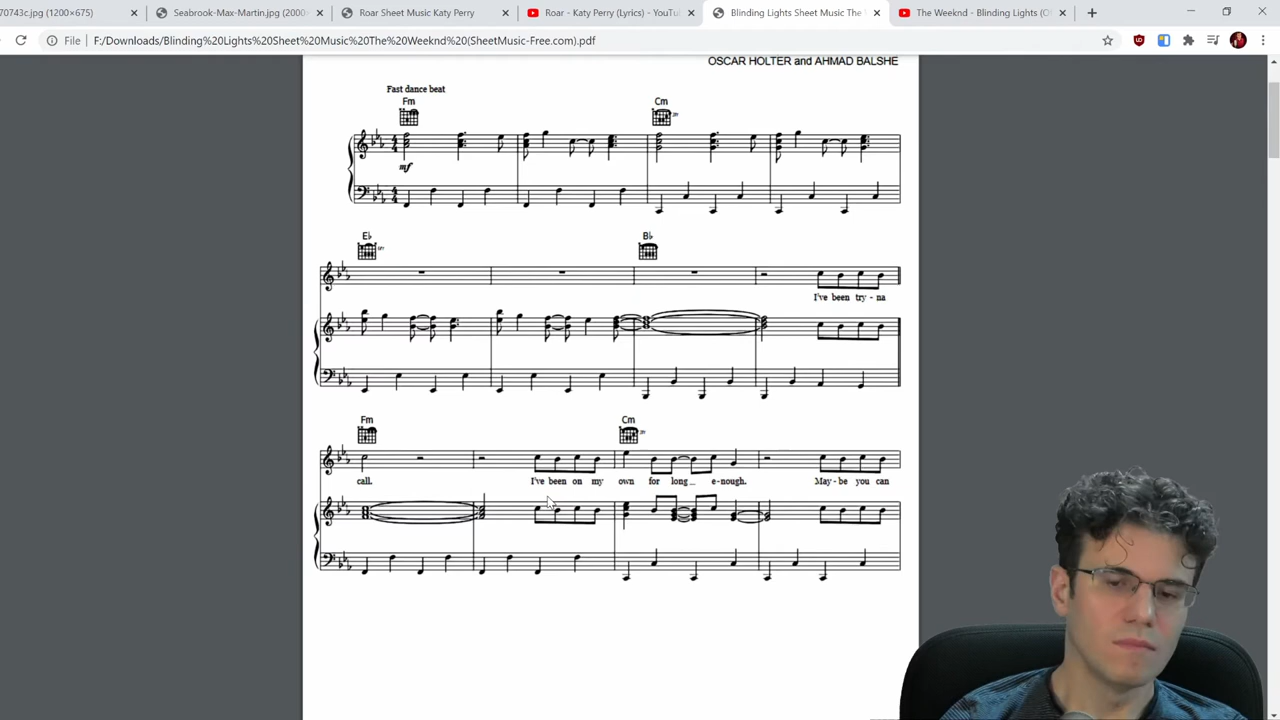 70743c.jpg (1200×675)
Seabrook-Max-Martin.jpg (2000×
Roar Sheet Music Katy Perry
Roar - Katy Perry (Lyrics) - YouTu
Blinding Lights Sheet Music The W
The Weeknd - Blinding Lights (Of
File
F:/Downloads/Blinding%20Lights%20Sheet%20Music%20The%20Weeknd%20(SheetMusic-Free.com).pdf
OSCAR HOLTER and AHMAD BALSHE
Fast dance beat
Fm Cm
mf
E♭ B♭
I've been try - na
Fm Cm
call. I've been on my own for long_ e-nough. May-be you can